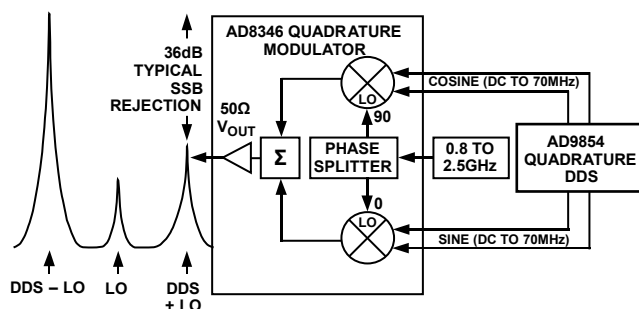 36dB
TYPICAL
SSB
REJECTION
AD8346 QUADRATURE
MODULATOR
50Ω
VOUT
LO
90
COSINE (DC TO 70MHz)
Σ
PHASE
SPLITTER
0.8 TO
2.5GHz
AD9854
QUADRATURE
DDS
0
LO
SINE (DC TO 70MHz)
DDS – LO
LO
DDS
+ LO